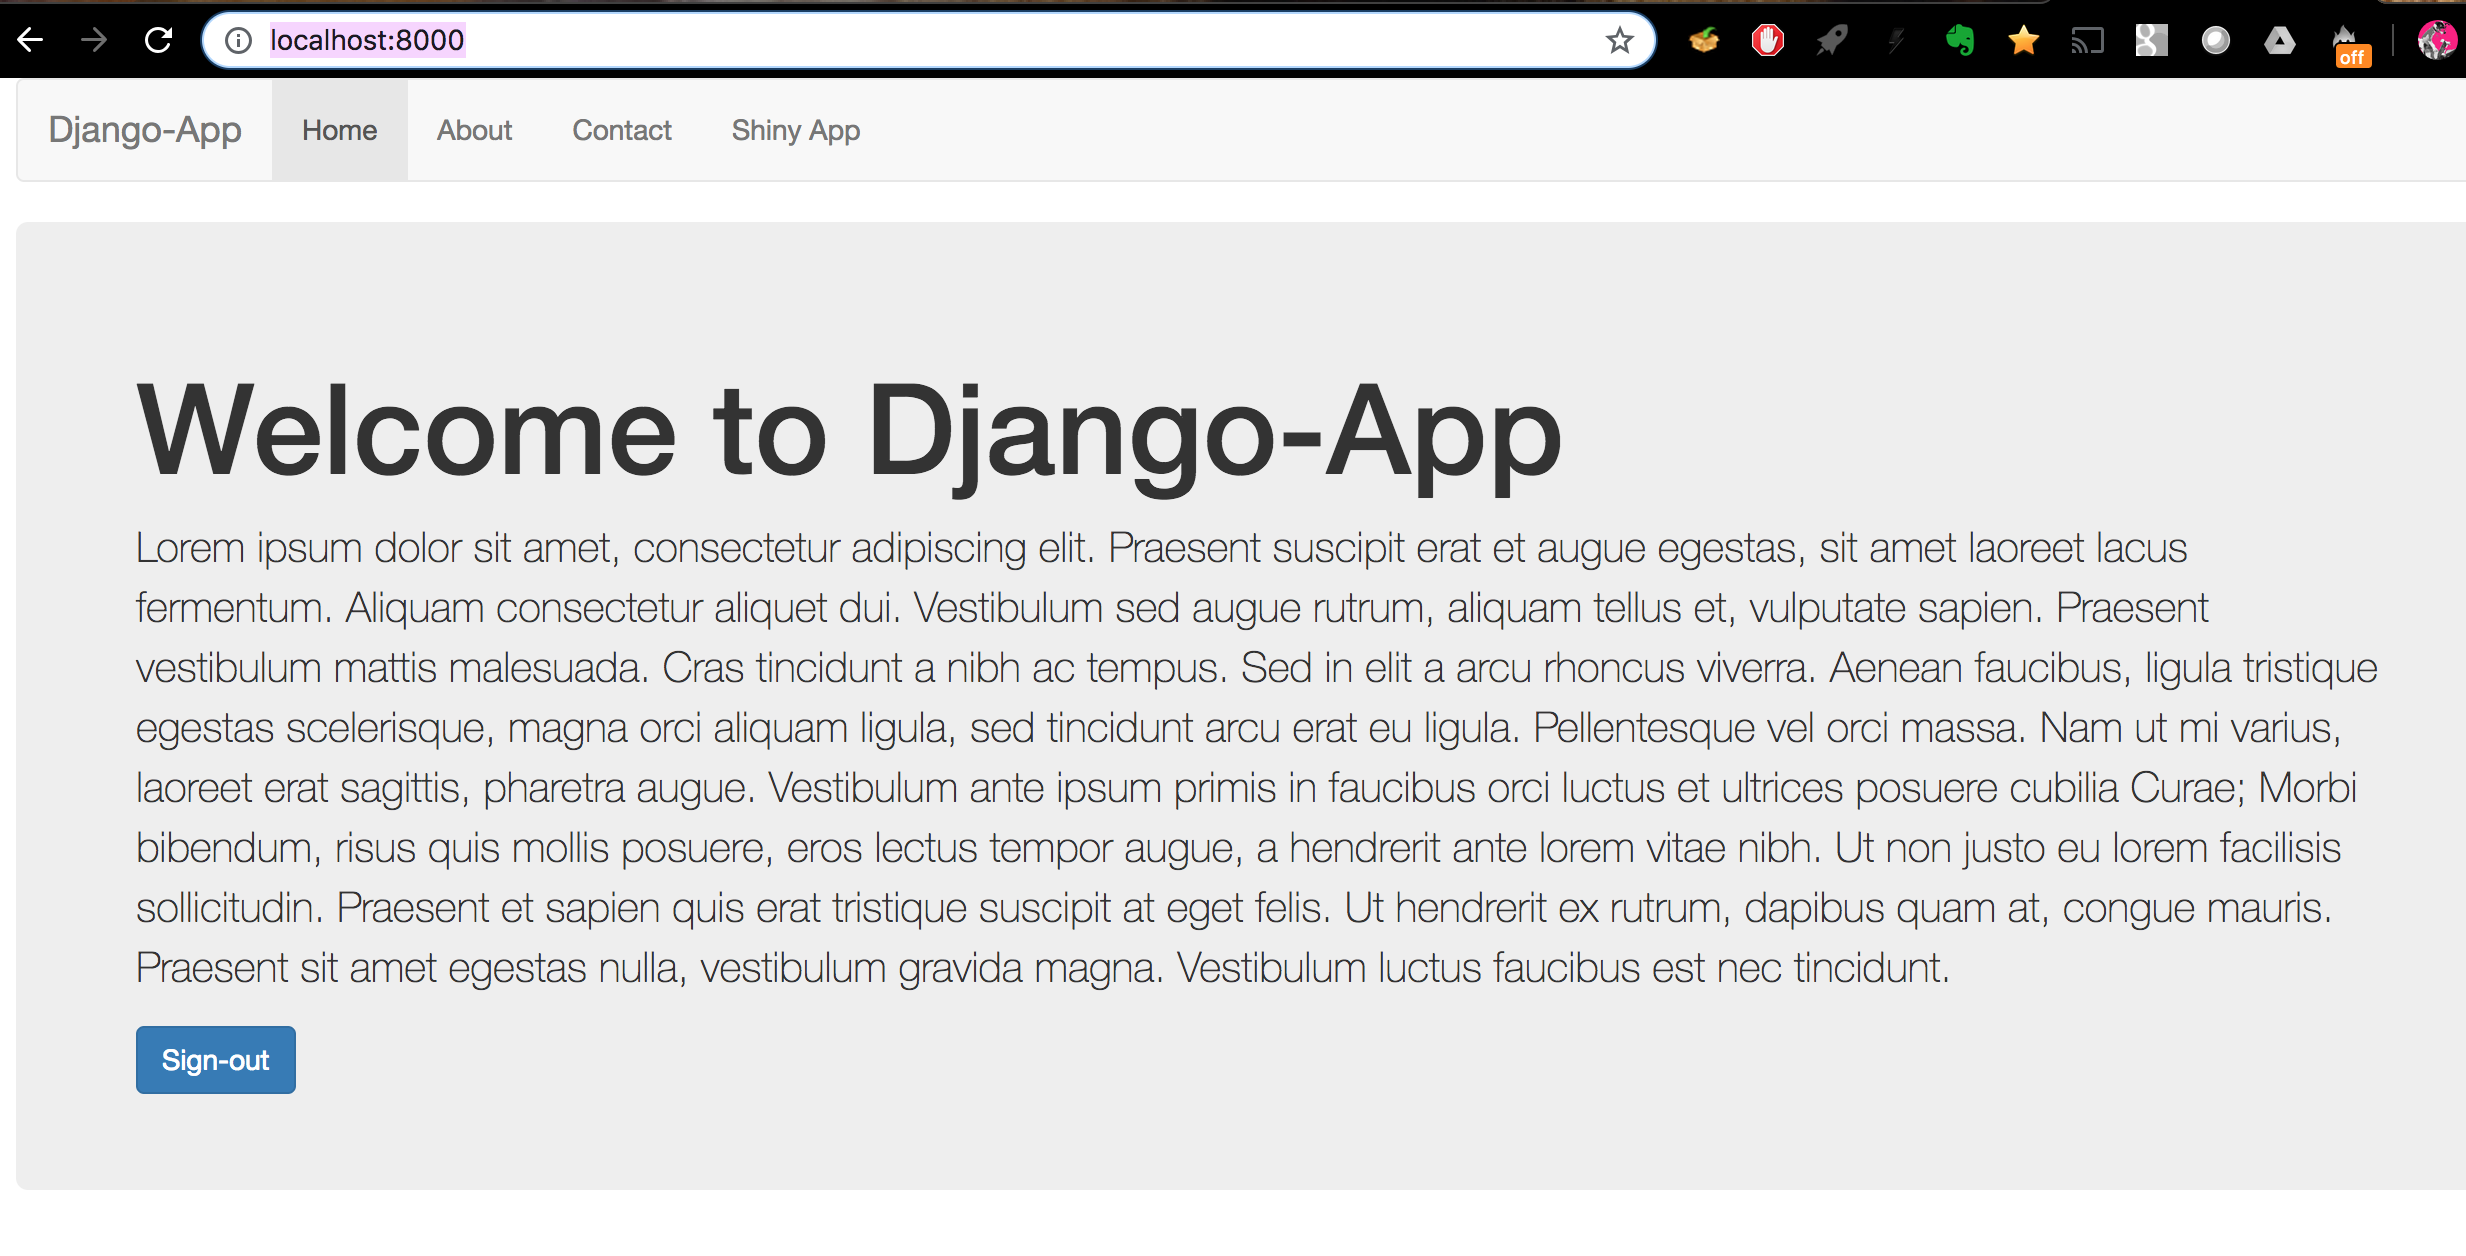 localhost:8000
off
Django-App Home About Contact Shiny App
Welcome to Django-App
Lorem ipsum dolor sit amet, consectetur adipiscing elit. Praesent suscipit erat et augue egestas, sit amet laoreet lacus
fermentum. Aliquam consectetur aliquet dui. Vestibulum sed augue rutrum, aliquam tellus et, vulputate sapien. Praesent
vestibulum mattis malesuada. Cras tincidunt a nibh ac tempus. Sed in elit a arcu rhoncus viverra. Aenean faucibus, ligula tristique
egestas scelerisque, magna orci aliquam ligula, sed tincidunt arcu erat eu ligula. Pellentesque vel orci massa. Nam ut mi varius,
laoreet erat sagittis, pharetra augue. Vestibulum ante ipsum primis in faucibus orci luctus et ultrices posuere cubilia Curae; Morbi
bibendum, risus quis mollis posuere, eros lectus tempor augue, a hendrerit ante lorem vitae nibh. Ut non justo eu lorem facilisis
sollicitudin. Praesent et sapien quis erat tristique suscipit at eget felis. Ut hendrerit ex rutrum, dapibus quam at, congue mauris.
Praesent sit amet egestas nulla, vestibulum gravida magna. Vestibulum luctus faucibus est nec tincidunt.
Sign-out